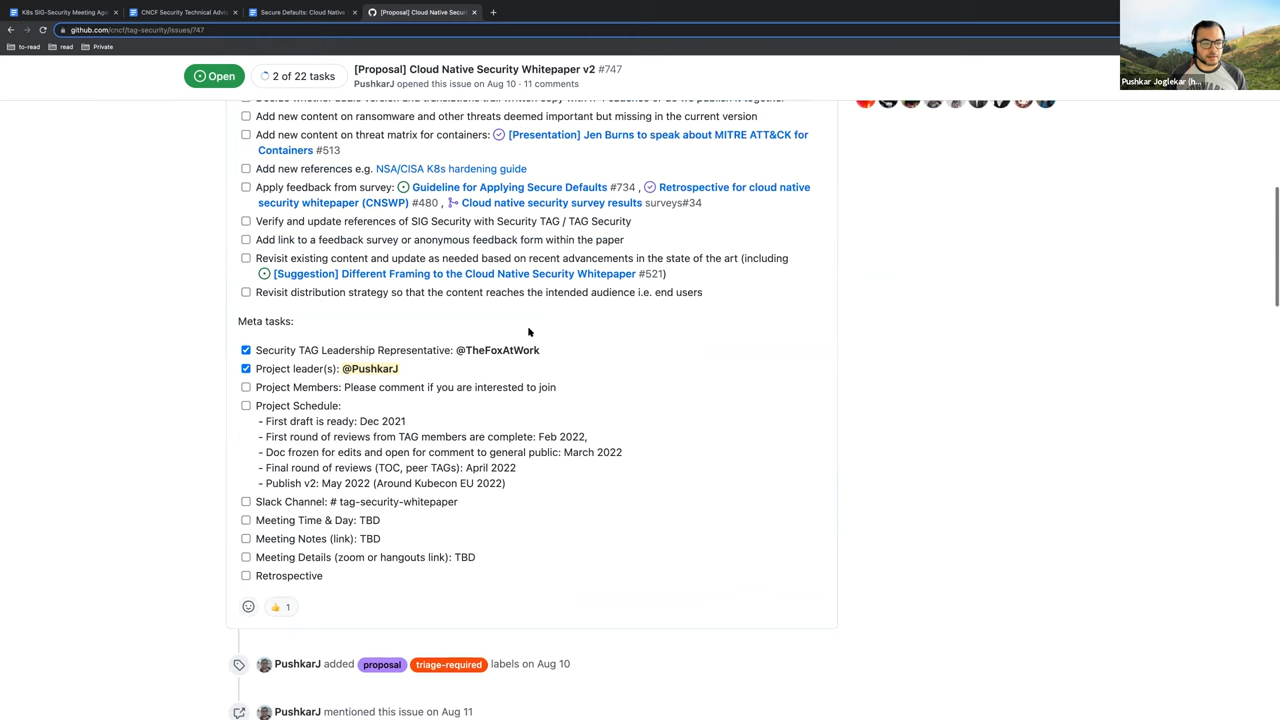 K8s SIG-Security Meeting Age
CNCF Security Technical Advis
Secure Defaults: Cloud Native
[Proposal] Cloud Native Secur
github.com/cncf/tag-security/issues/747
to-read
read
Private
Pushkar Joglekar (h...
Open
2 of 22 tasks
[Proposal] Cloud Native Security Whitepaper v2 #747
PushkarJ opened this issue on Aug 10 · 11 comments
Add new content on ransomware and other threats deemed important but missing in the current version
Add new content on threat matrix for containers: [Presentation] Jen Burns to speak about MITRE ATT&CK for
Containers #513
Add new references e.g. NSA/CISA K8s hardening guide
Apply feedback from survey: Guideline for Applying Secure Defaults #734 , Retrospective for cloud native
security whitepaper (CNSWP) #480 , Cloud native security survey results surveys#34
Verify and update references of SIG Security with Security TAG / TAG Security
Add link to a feedback survey or anonymous feedback form within the paper
Revisit existing content and update as needed based on recent advancements in the state of the art (including
[Suggestion] Different Framing to the Cloud Native Security Whitepaper #521)
Revisit distribution strategy so that the content reaches the intended audience i.e. end users
Meta tasks:
Security TAG Leadership Representative: @TheFoxAtWork
Project leader(s): @PushkarJ
Project Members: Please comment if you are interested to join
Project Schedule:
- First draft is ready: Dec 2021
- First round of reviews from TAG members are complete: Feb 2022,
- Doc frozen for edits and open for comment to general public: March 2022
- Final round of reviews (TOC, peer TAGs): April 2022
- Publish v2: May 2022 (Around Kubecon EU 2022)
Slack Channel: # tag-security-whitepaper
Meeting Time & Day: TBD
Meeting Notes (link): TBD
Meeting Details (zoom or hangouts link): TBD
Retrospective
👍 1
PushkarJ added proposal triage-required labels on Aug 10
PushkarJ mentioned this issue on Aug 11